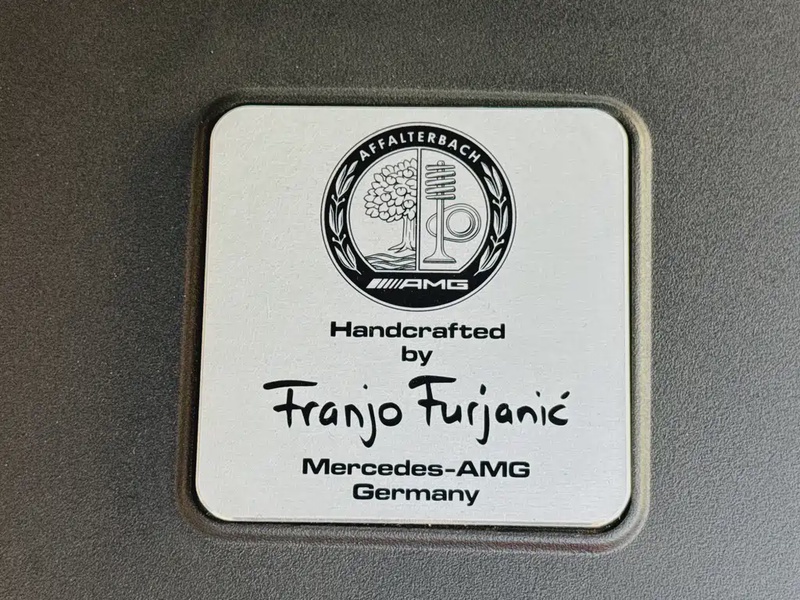 AFFALTERBACH
AMG
Handcrafted
by
Franjo Furjanić
Mercedes-AMG
Germany